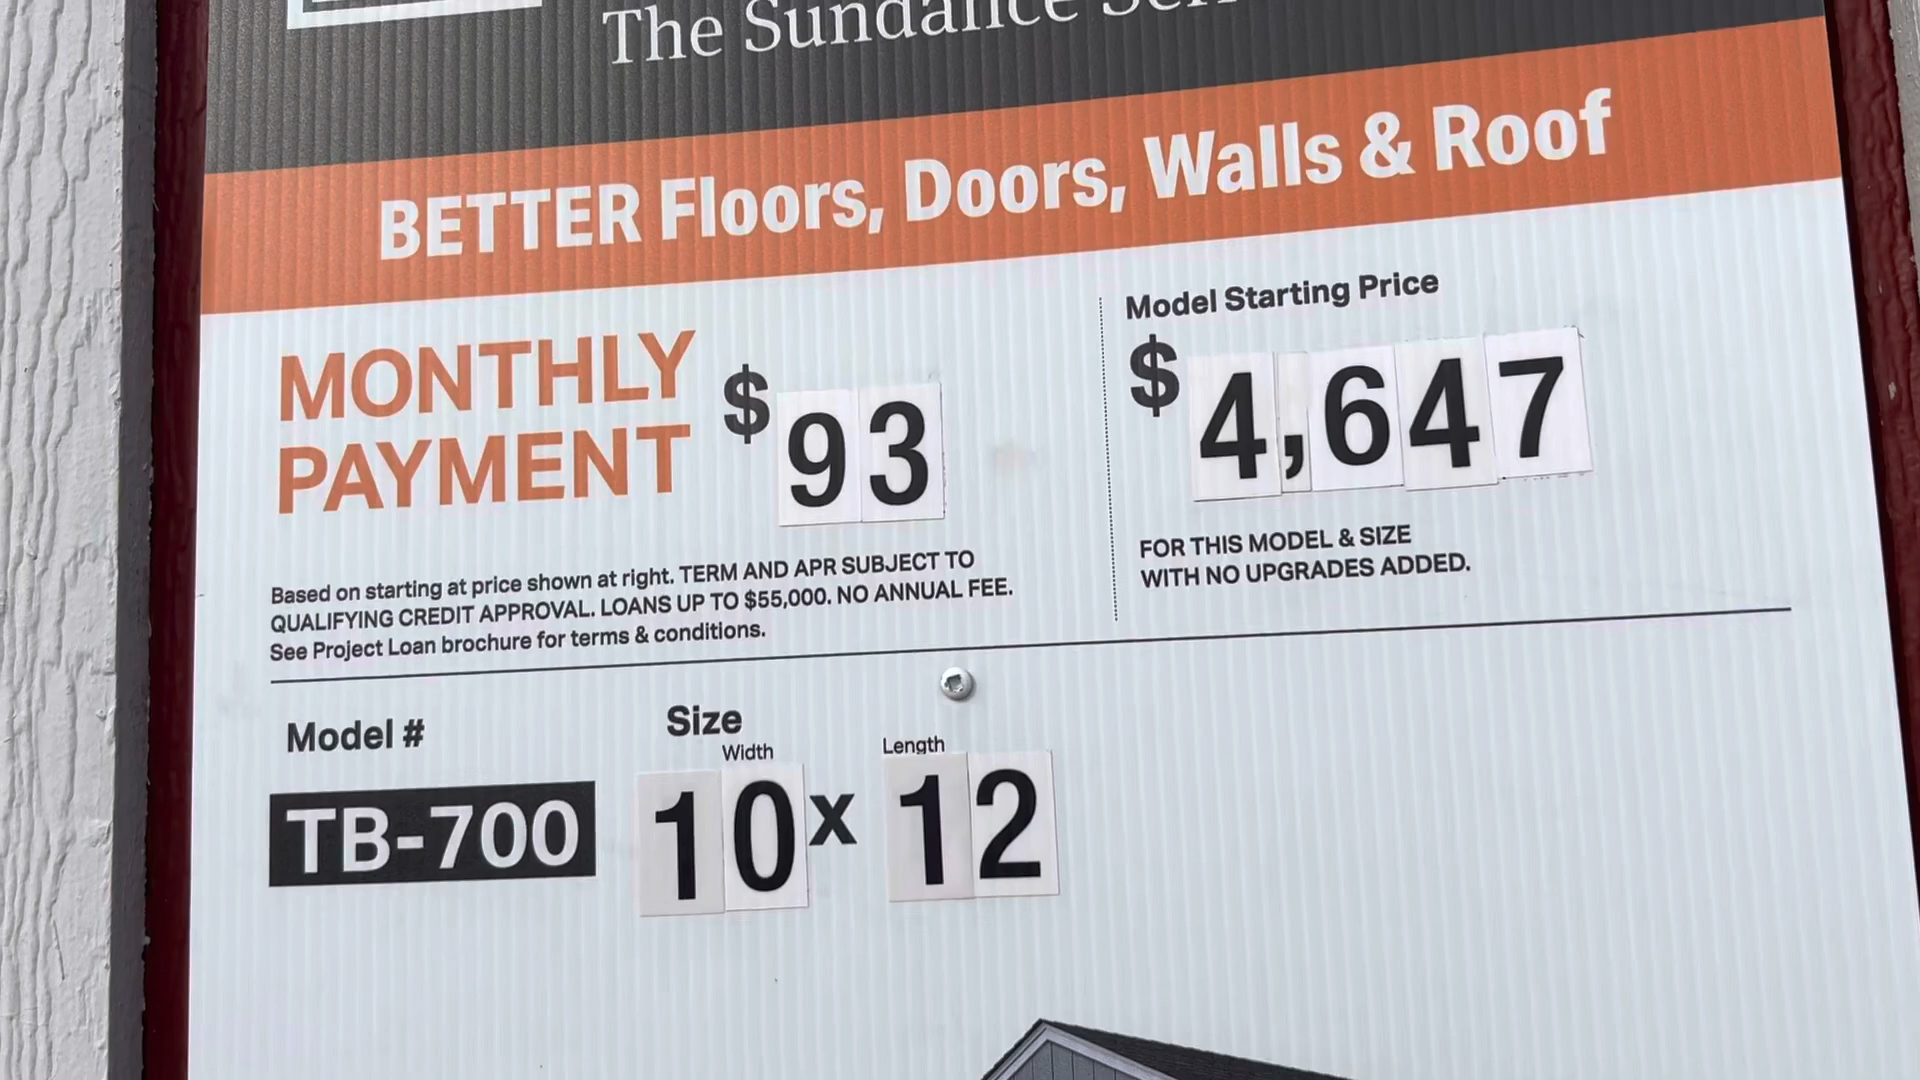 The Sundance
BETTER Floors, Doors, Walls & Roof
MONTHLY
PAYMENT
$93
Based on starting at price shown at right. TERM AND APR SUBJECT TO
QUALIFYING CREDIT APPROVAL. LOANS UP TO $55,000. NO ANNUAL FEE.
See Project Loan brochure for terms & conditions.
Model Starting Price
$4,647
FOR THIS MODEL & SIZE
WITH NO UPGRADES ADDED.
Model #
TB-700
Size
Width
Length
10 x 12